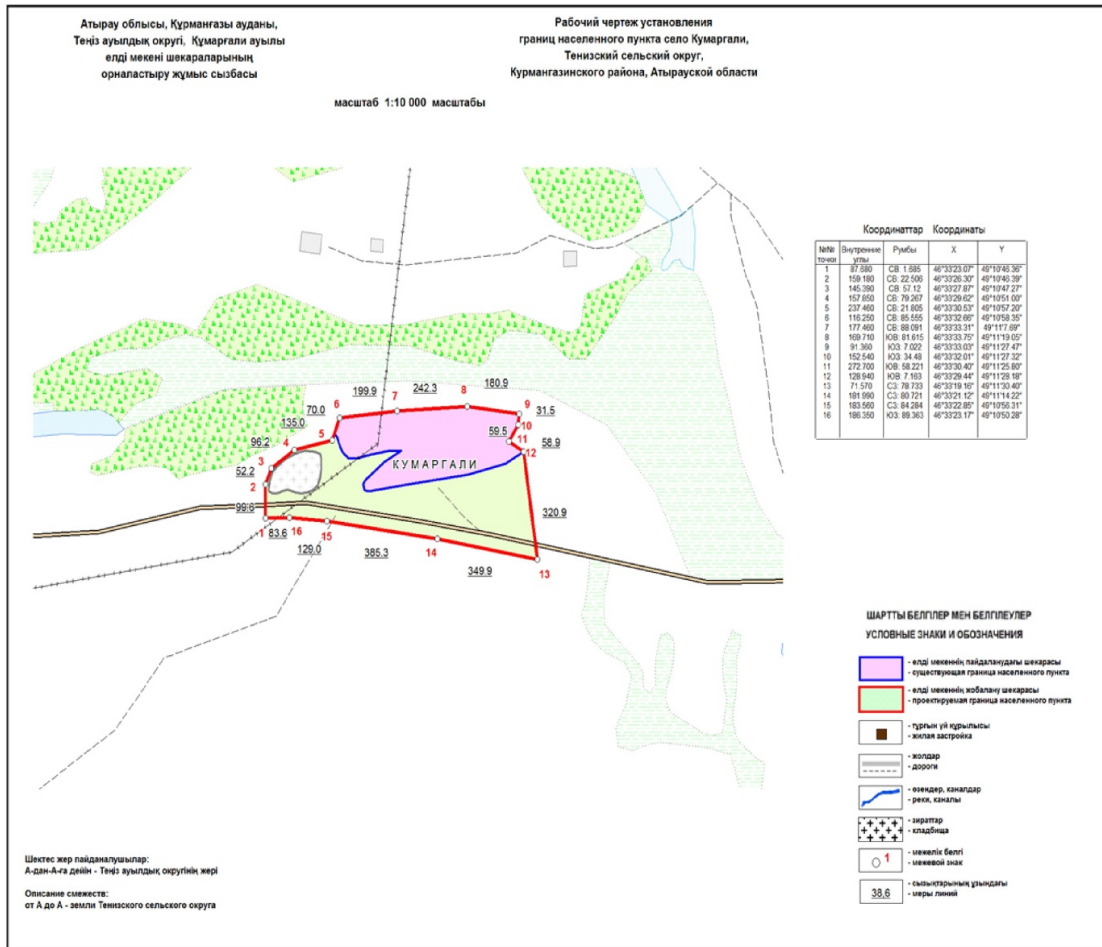 Атырау облысы, Құрманғазы ауданы,
Теңіз ауылдық округі, Құмарғали ауылы
елді мекені шекараларының
орналастыру жұмыс сызбасы
Рабочий чертеж установления
границ населенного пункта село Кумаргали,
Тенизский сельский округ,
Курмангазинского района, Атырауской области
масштаб 1:10 000 масштабы
Координаттар Координаты
№№ точки Внутренние углы Румбы X Y
1 87.680 СВ: 1.685 46°33'23.07" 49°10'46.36"
2 159.180 СВ: 22.506 46°33'26.30" 49°10'46.39"
3 145.390 СВ: 57.12 46°33'27.87" 49°10'47.27"
4 157.850 СВ: 79.267 46°33'29.62" 49°10'51.00"
5 237.460 СВ: 21.805 46°33'30.53" 49°10'57.20"
6 116.250 СВ: 85.555 46°33'32.66" 49°10'58.35"
7 177.460 СВ: 88.091 46°33'33.31" 49°11'7.69"
8 169.710 ЮВ: 81.615 46°33'33.75" 49°11'19.05"
9 91.360 ЮЗ: 7.022 46°33'33.03" 49°11'27.47"
10 152.540 ЮЗ: 34.48 46°33'32.01" 49°11'27.32"
11 272.700 ЮВ: 58.221 46°33'30.40" 49°11'25.80"
12 128.940 ЮВ: 7.163 46°33'29.44" 49°11'28.18"
13 71.570 СЗ: 78.733 46°33'19.16" 49°11'30.40"
14 181.990 СЗ: 80.721 46°33'21.12" 49°11'14.22"
15 183.560 СЗ: 84.284 46°33'22.85" 49°10'56.31"
16 186.350 ЮЗ: 89.363 46°33'23.17" 49°10'50.28"
180.9
242.3
199.9
8
70.0 7 9
6 31.5
135.0 10
5 59.5 11 58.9
96.2 4 12
КУМАРГАЛИ
3
52.2
2
99.6 320.9
1 83.6 16 15
129.0 385.3 14
349.9 13
ШАРТТЫ БЕЛГІЛЕР МЕН БЕЛГІЛЕУЛЕР
УСЛОВНЫЕ ЗНАКИ И ОБОЗНАЧЕНИЯ
- елді мекеннің пайдаланудағы шекарасы
- существующая граница населенного пункта
- елді мекеннің жобалану шекарасы
- проектируемая граница населенного пункта
- тұрғын үй құрылысы
- жилая застройка
- жолдар
- дороги
- өзендер, каналдар
- реки, каналы
- зираттар
- кладбища
1
- межелік белгі
- межевой знак
38,6
- сызықтарының ұзындағы
- меры линий
Шектес жер пайдаланушылар:
А-дан-А-ға дейін - Теңіз ауылдық округінің жері
Описание смежеств:
от А до А - земли Тенизского сельского округа